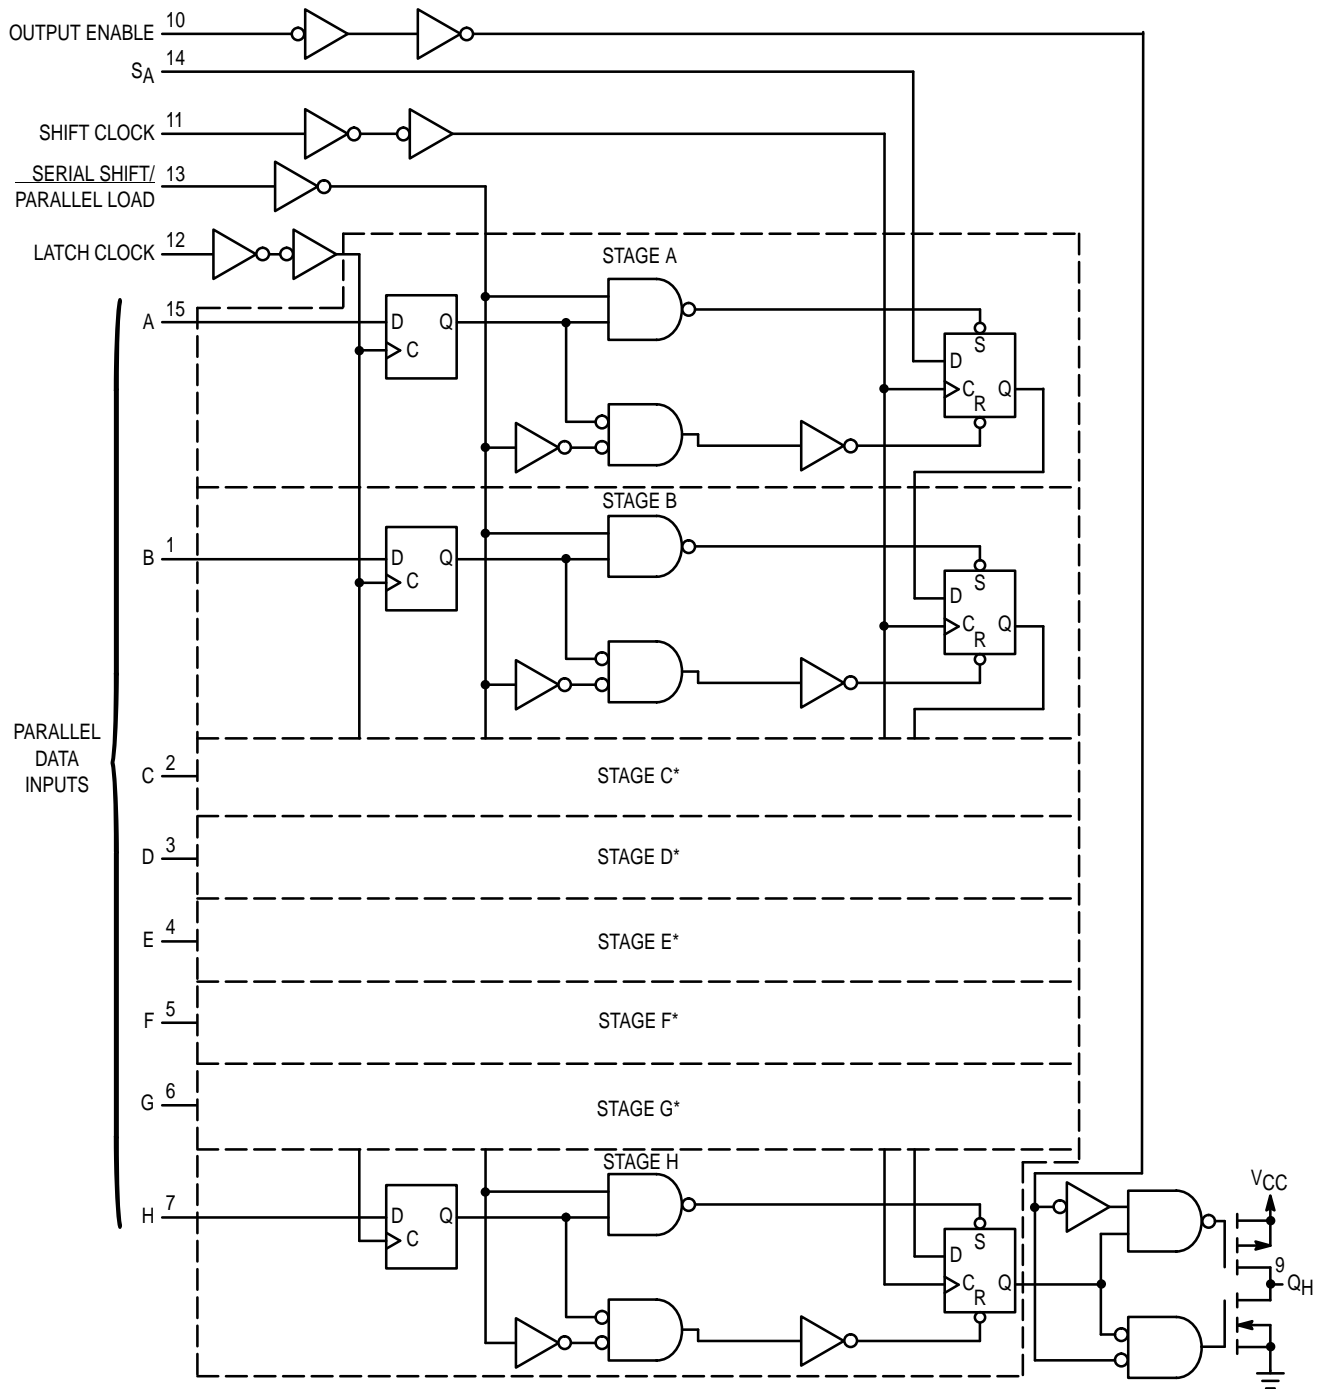 OUTPUT ENABLE 10
SA 14
SHIFT CLOCK 11
SERIAL SHIFT/ 13
PARALLEL LOAD
LATCH CLOCK 12
STAGE A
A 15
D Q
C
S
D
C Q
R
STAGE B
B 1
D Q
C
S
D
C Q
R
PARALLEL
DATA
INPUTS
C 2
STAGE C*
D 3
STAGE D*
E 4
STAGE E*
F 5
STAGE F*
G 6
STAGE G*
STAGE H
H 7
D Q
C
S
D
C Q
R
VCC
9
QH